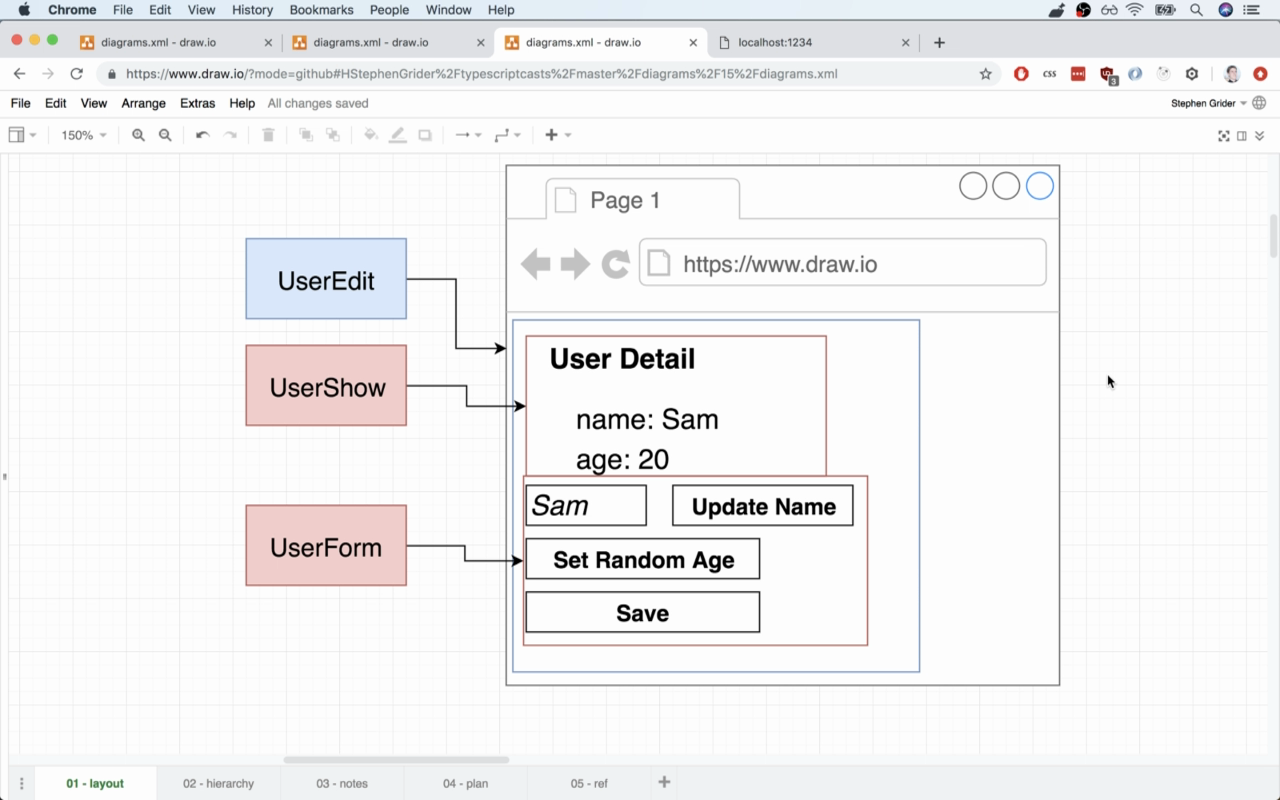 Chrome File Edit View History Bookmarks People Window Help
diagrams.xml - draw.io diagrams.xml - draw.io diagrams.xml - draw.io localhost:1234
https://www.draw.io/?mode=github#HStephenGrider%2Ftypescriptcasts%2Fmaster%2Fdiagrams%2F15%2Fdiagrams.xml CSS 3
File Edit View Arrange Extras Help All changes saved Stephen Grider
150%
Page 1
https://www.draw.io
UserEdit
UserShow
UserForm
User Detail
name: Sam
age: 20
Sam Update Name
Set Random Age
Save
01 - layout 02 - hierarchy 03 - notes 04 - plan 05 - ref